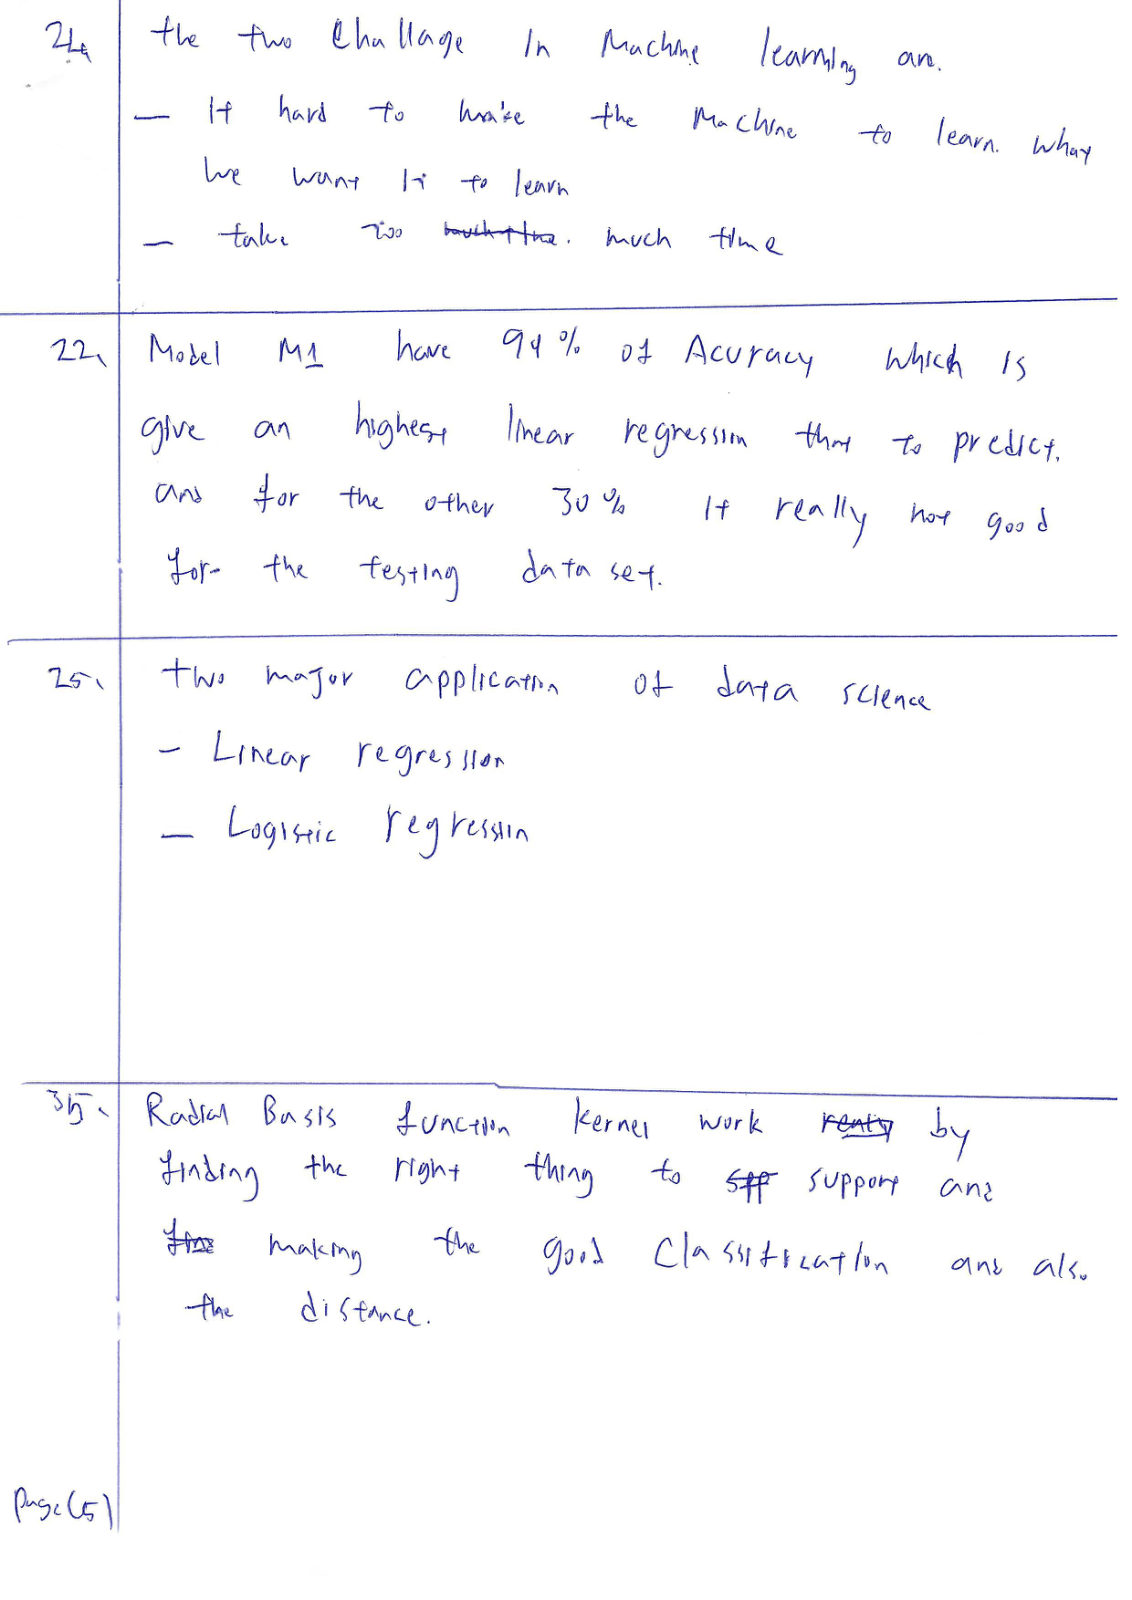 24, the two Challage In Machine learning are.
— It hard to make the Machine to learn. what
we want it to learn
— take too much time
22, Model M1 have 94% of Acuracy which is
give an highest linear regression that to predict.
and for the other 30% It really not good
for the testing data set.
25, two major application of data science
- Linear regression
— Logistic regression
35, Radial Basis function kernel work by
finding the right thing to support and
making the good Classification and also
the distance.
Page(5)